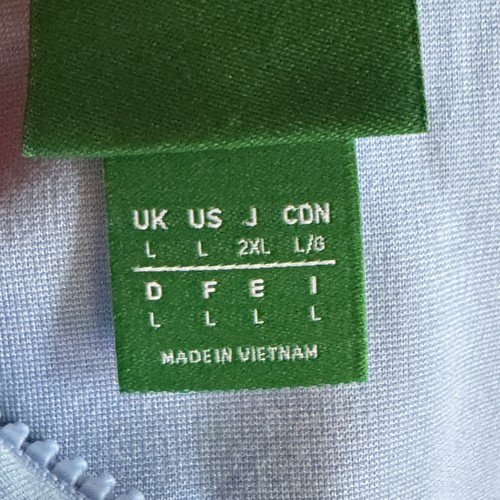 UK US J CDN
L L 2XL L/G
D F E I
L L L L
MADE IN VIETNAM